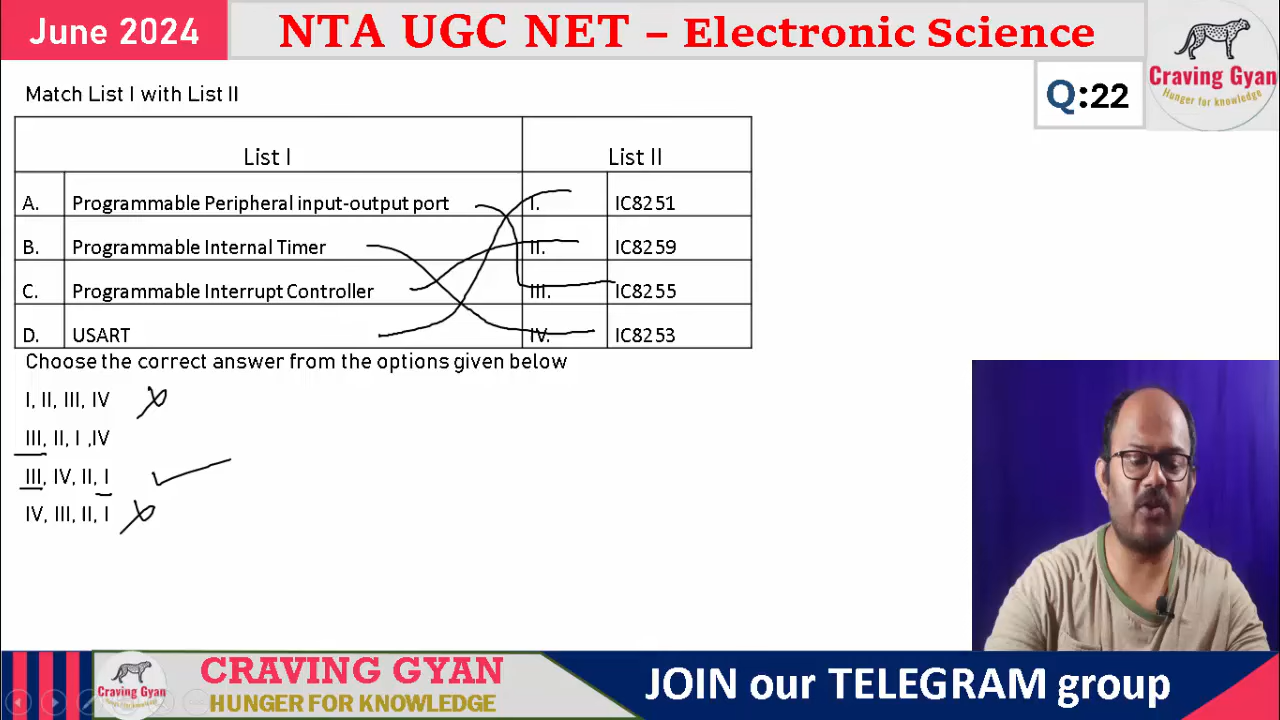 June 2024
NTA UGC NET – Electronic Science
Craving Gyan
Hunger for knowledge
Q:22
Match List I with List II
List I List II
A. Programmable Peripheral input-output port I. IC8251
B. Programmable Internal Timer II. IC8259
C. Programmable Interrupt Controller III. IC8255
D. USART IV. IC8253
Choose the correct answer from the options given below
I, II, III, IV
III, II, I ,IV
III, IV, II, I
IV, III, II, I
Craving Gyan
Hunger for knowledge
CRAVING GYAN
HUNGER FOR KNOWLEDGE
JOIN our TELEGRAM group